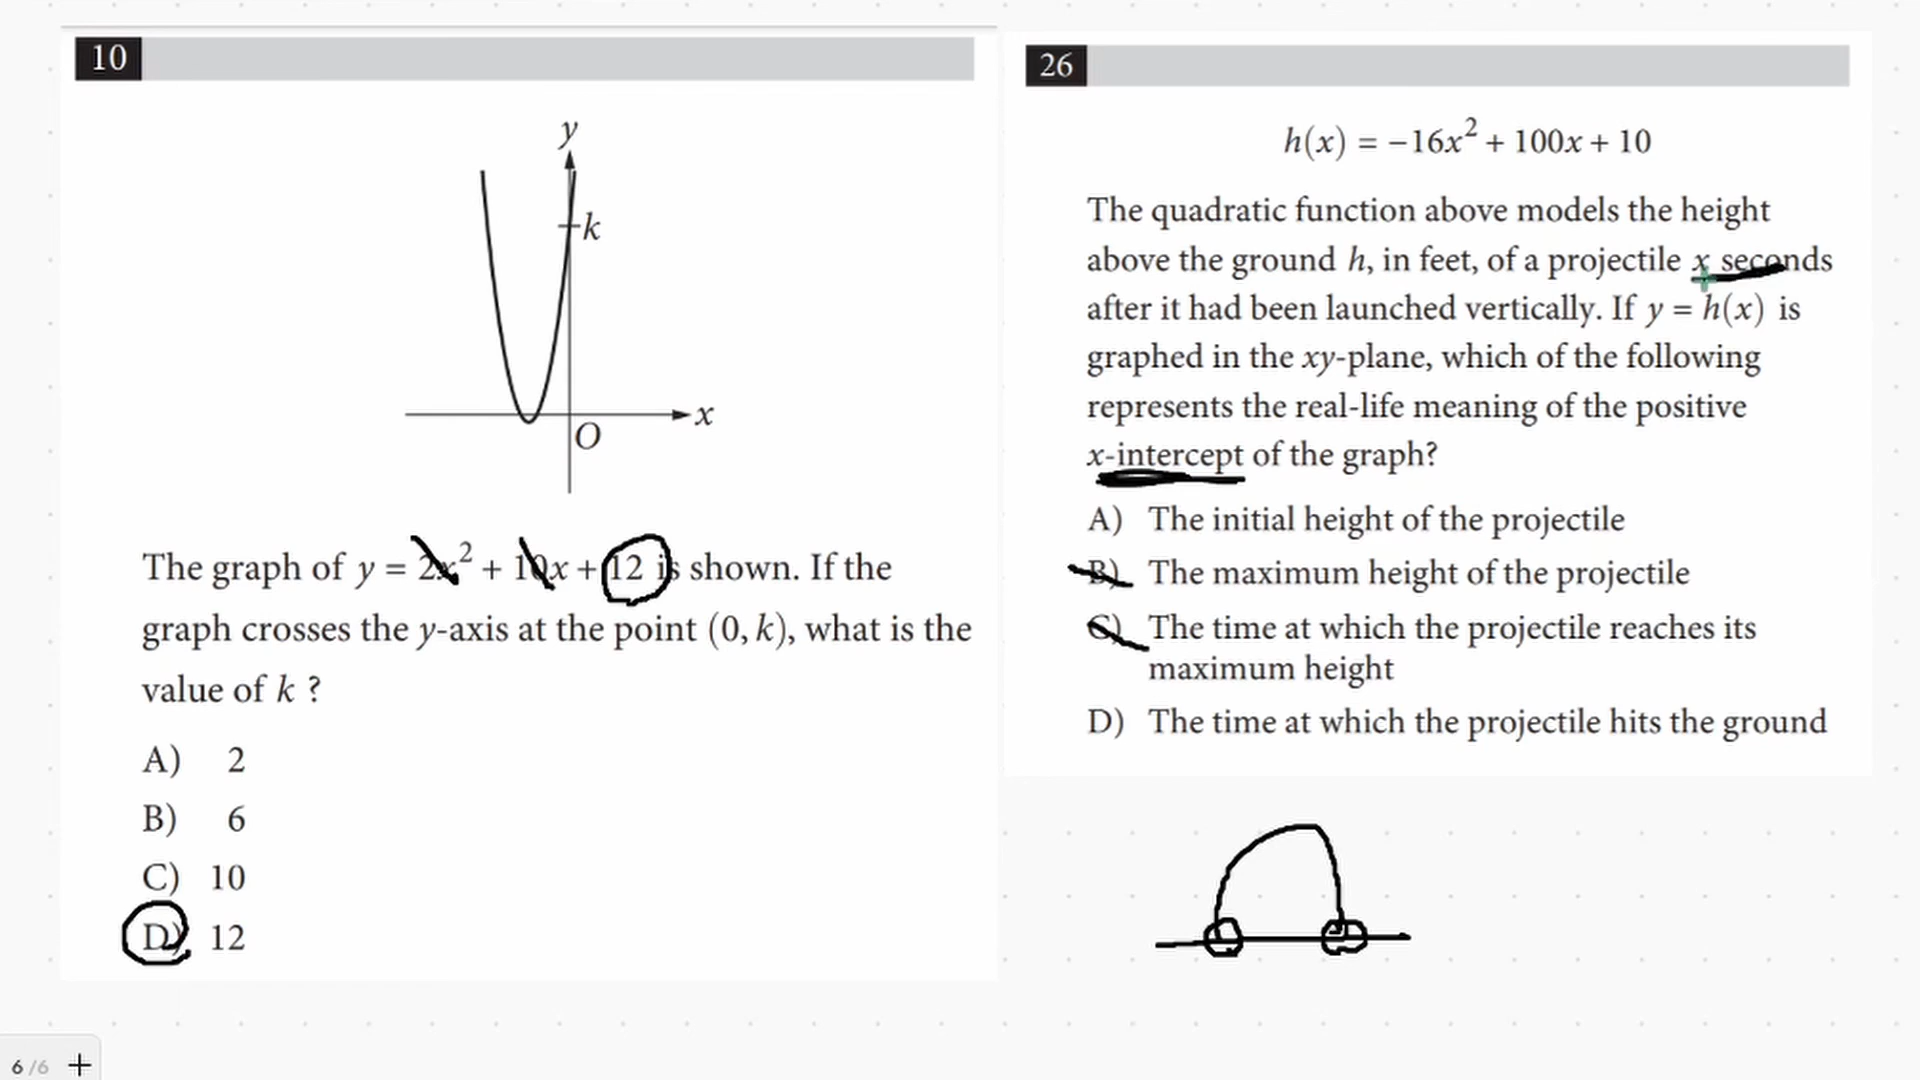 10
y
k
x
O
The graph of y = 2x² + 10x + 12 is shown. If the
graph crosses the y-axis at the point (0, k), what is the
value of k ?
A) 2
B) 6
C) 10
D) 12
26
h(x) = −16x² + 100x + 10
The quadratic function above models the height
above the ground h, in feet, of a projectile x seconds
after it had been launched vertically. If y = h(x) is
graphed in the xy-plane, which of the following
represents the real-life meaning of the positive
x-intercept of the graph?
A) The initial height of the projectile
B) The maximum height of the projectile
C) The time at which the projectile reaches its
maximum height
D) The time at which the projectile hits the ground
6 /6 +